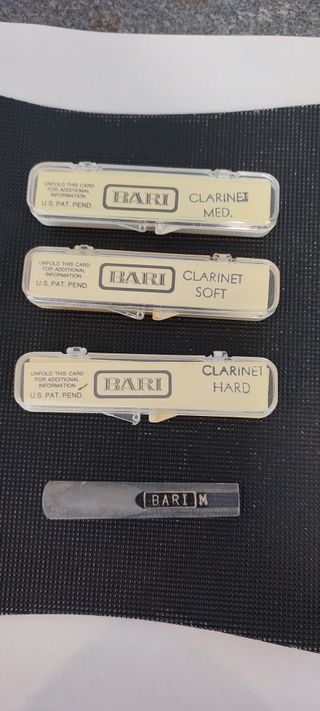 UNFOLD THIS CARD
FOR ADDITIONAL
INFORMATION
U.S. PAT. PEND.
BARI
CLARINET
MED.
UNFOLD THIS CARD
FOR ADDITIONAL
INFORMATION
U.S. PAT. PEND.
BARI
CLARINET
SOFT
UNFOLD THIS CARD
FOR ADDITIONAL
INFORMATION
U.S. PAT. PEND.
BARI
CLARINET
HARD
BARI M